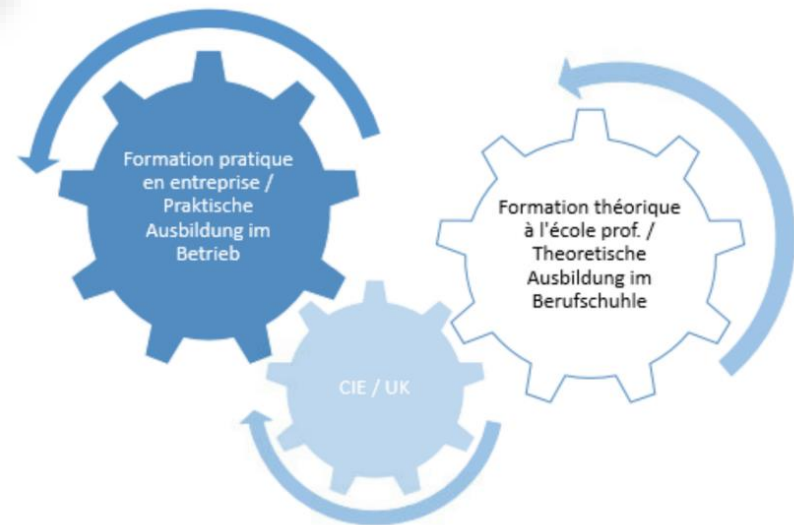 Formation pratique
en entreprise /
Praktische
Ausbildung im
Betrieb
Formation théorique
à l'école prof. /
Theoretische
Ausbildung im
Berufschuhle
CIE / UK